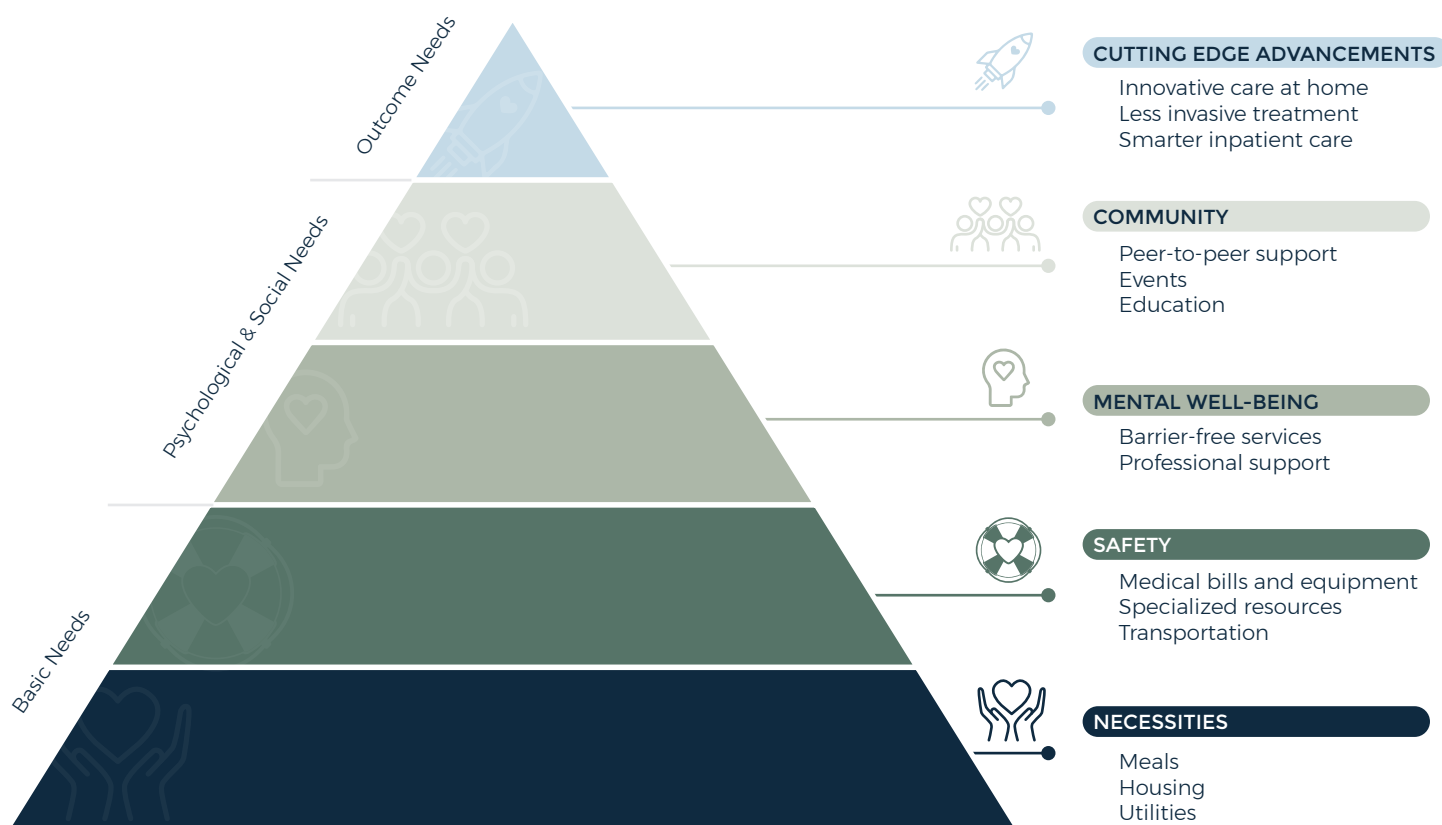 Outcome Needs
CUTTING EDGE ADVANCEMENTS
Innovative care at home
Less invasive treatment
Smarter inpatient care
Psychological & Social Needs
COMMUNITY
Peer-to-peer support
Events
Education
MENTAL WELL-BEING
Barrier-free services
Professional support
Basic Needs
SAFETY
Medical bills and equipment
Specialized resources
Transportation
NECESSITIES
Meals
Housing
Utilities